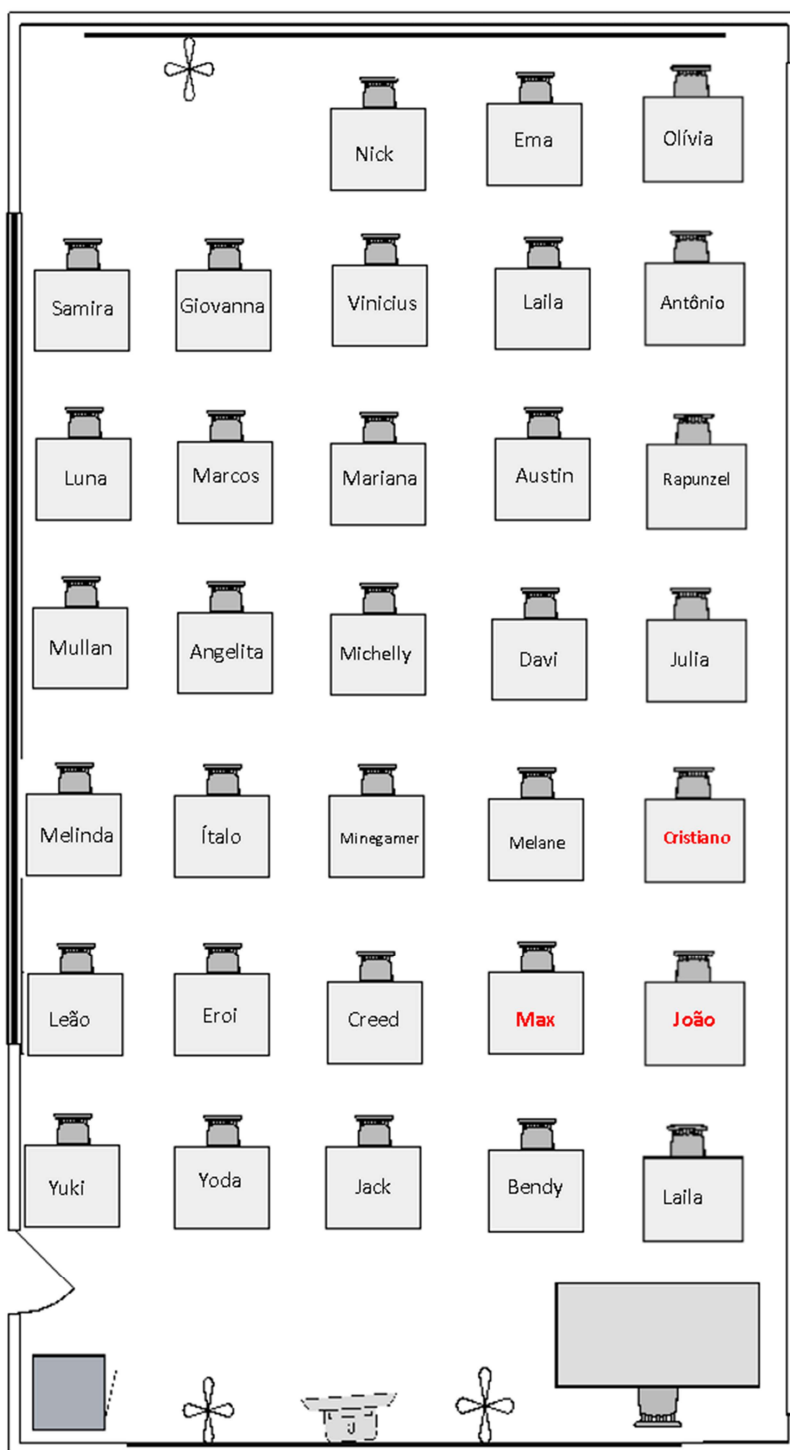 Nick
Ema
Olívia
Samira
Giovanna
Vinicius
Laila
Antônio
Luna
Marcos
Mariana
Austin
Rapunzel
Mullan
Angelita
Michelly
Davi
Julia
Melinda
Ítalo
Minegamer
Melane
Cristiano
Leão
Eroi
Creed
Max
João
Yuki
Yoda
Jack
Bendy
Laila